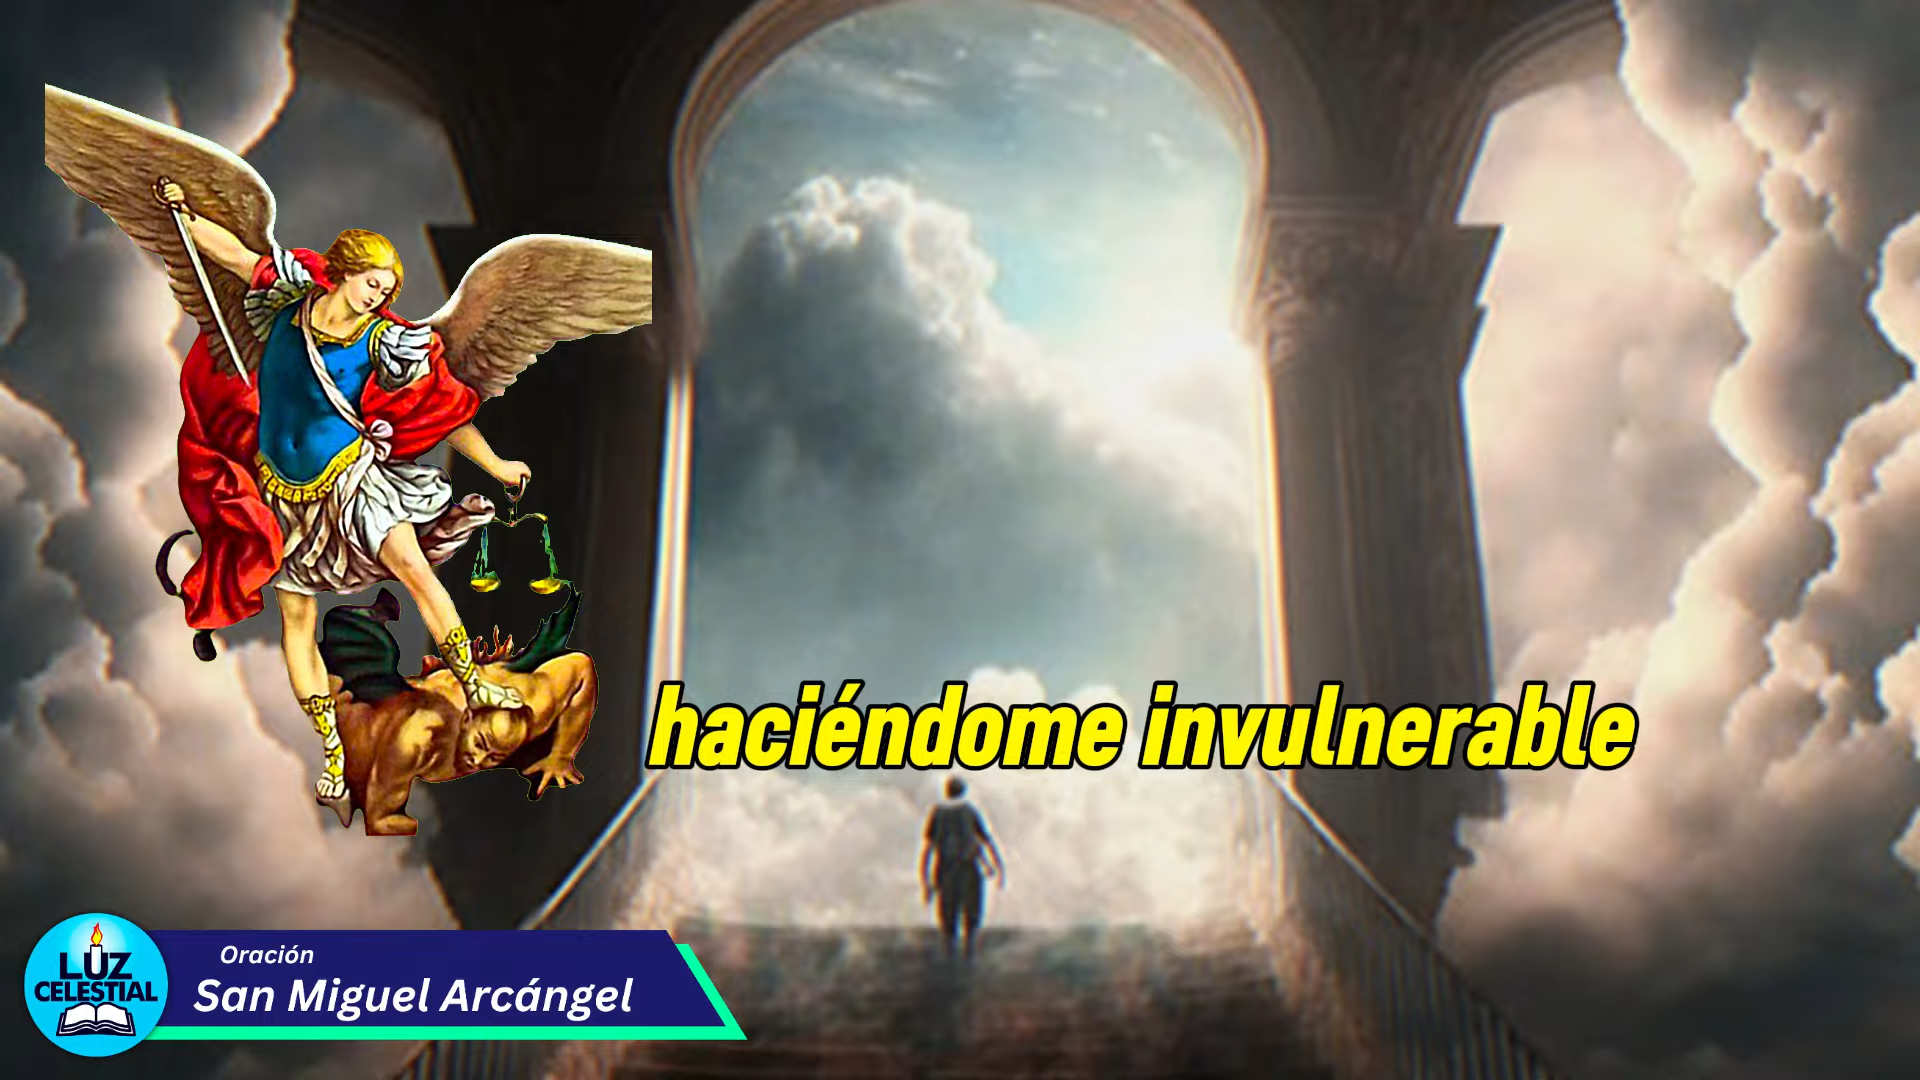 haciéndome invulnerable
LUZ
CELESTIAL
Oración
San Miguel Arcángel